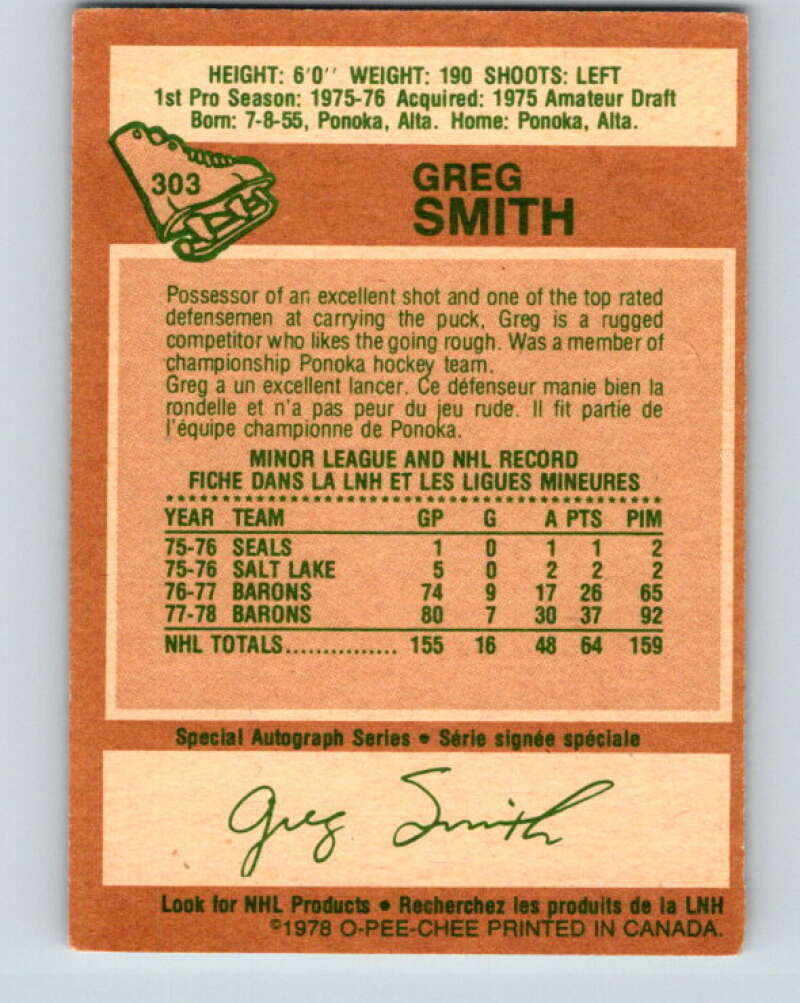 HEIGHT: 6'0'' WEIGHT: 190 SHOOTS: LEFT
1st Pro Season: 1975-76 Acquired: 1975 Amateur Draft
Born: 7-8-55, Ponoka, Alta. Home: Ponoka, Alta.
303
GREG
SMITH
Possessor of an excellent shot and one of the top rated
defensemen at carrying the puck, Greg is a rugged
competitor who likes the going rough. Was a member of
championship Ponoka hockey team.
Greg a un excellent lancer. Ce défenseur manie bien la
rondelle et n'a pas peur du jeu rude. Il fit partie de
l'équipe championne de Ponoka.
MINOR LEAGUE AND NHL RECORD
FICHE DANS LA LNH ET LES LIGUES MINEURES
YEAR TEAM GP G A PTS PIM
75-76 SEALS 1 0 1 1 2
75-76 SALT LAKE 5 0 2 2 2
76-77 BARONS 74 9 17 26 65
77-78 BARONS 80 7 30 37 92
NHL TOTALS............... 155 16 48 64 159
Special Autograph Series • Série signée spéciale
Greg Smith
Look for NHL Products • Recherchez les produits de la LNH
©1978 O-PEE-CHEE PRINTED IN CANADA.